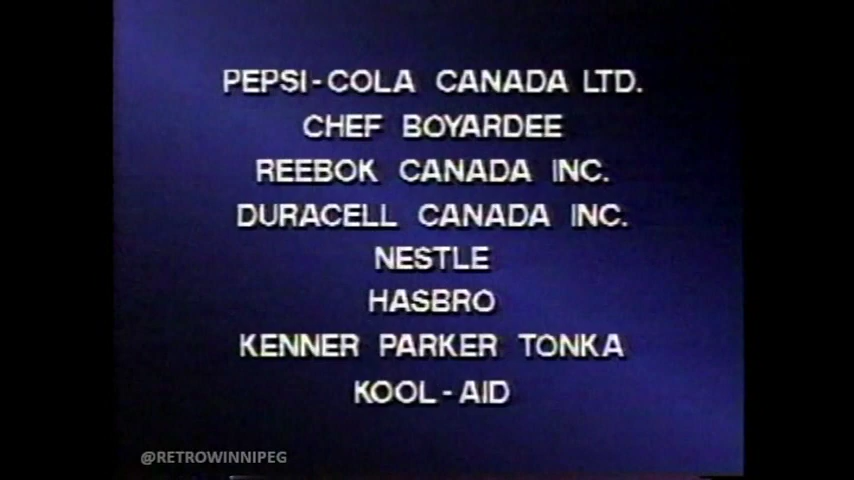 PEPSI-COLA CANADA LTD.
CHEF BOYARDEE
REEBOK CANADA INC.
DURACELL CANADA INC.
NESTLE
HASBRO
KENNER PARKER TONKA
KOOL-AID
@RETROWINNIPEG